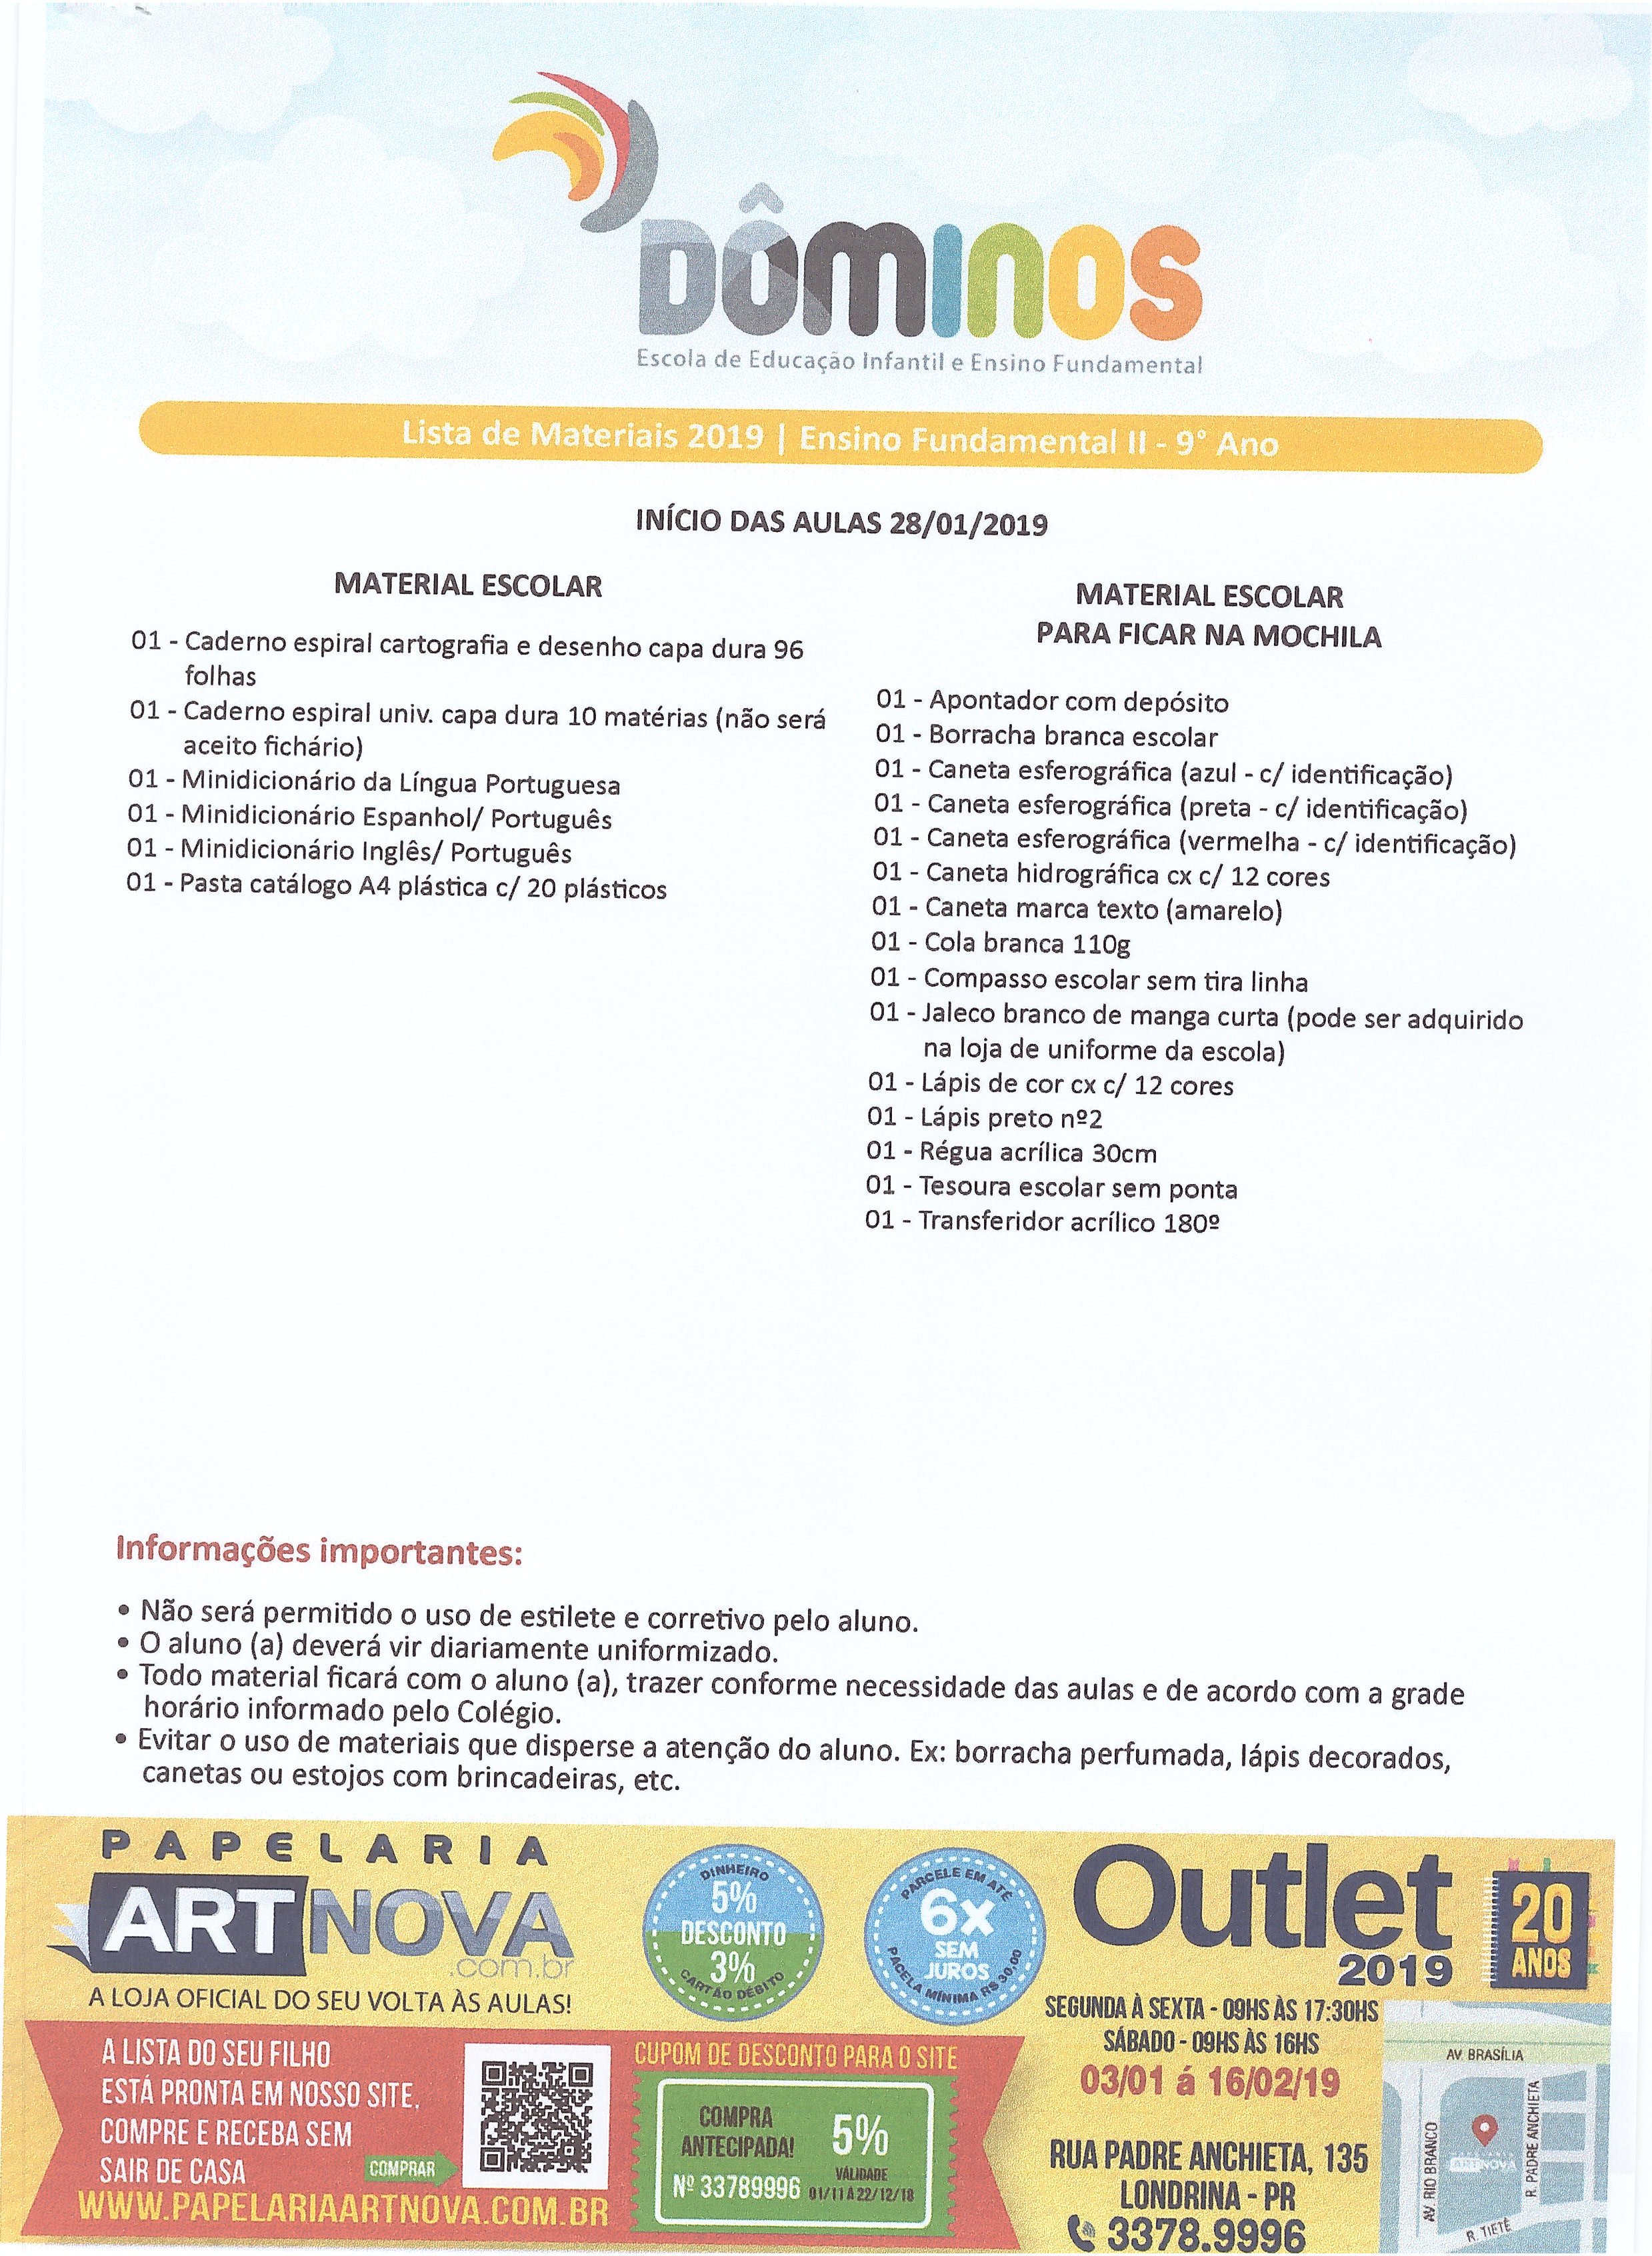 DÔMINOS
Escola de Educação Infantil e Ensino Fundamental
Lista de Materiais 2019 | Ensino Fundamental II - 9° Ano
INÍCIO DAS AULAS 28/01/2019
MATERIAL ESCOLAR
01 - Caderno espiral cartografia e desenho capa dura 96
folhas
01 - Caderno espiral univ. capa dura 10 matérias (não será
aceito fichário)
01 - Minidicionário da Língua Portuguesa
01 - Minidicionário Espanhol/ Português
01 - Minidicionário Inglês/ Português
01 - Pasta catálogo A4 plástica c/ 20 plásticos
MATERIAL ESCOLAR
PARA FICAR NA MOCHILA
01 - Apontador com depósito
01 - Borracha branca escolar
01 - Caneta esferográfica (azul - c/ identificação)
01 - Caneta esferográfica (preta - c/ identificação)
01 - Caneta esferográfica (vermelha - c/ identificação)
01 - Caneta hidrográfica cx c/ 12 cores
01 - Caneta marca texto (amarelo)
01 - Cola branca 110g
01 - Compasso escolar sem tira linha
01 - Jaleco branco de manga curta (pode ser adquirido
na loja de uniforme da escola)
01 - Lápis de cor cx c/ 12 cores
01 - Lápis preto nº2
01 - Régua acrílica 30cm
01 - Tesoura escolar sem ponta
01 - Transferidor acrílico 180º
Informações importantes:
• Não será permitido o uso de estilete e corretivo pelo aluno.
• O aluno (a) deverá vir diariamente uniformizado.
• Todo material ficará com o aluno (a), trazer conforme necessidade das aulas e de acordo com a grade
horário informado pelo Colégio.
• Evitar o uso de materiais que disperse a atenção do aluno. Ex: borracha perfumada, lápis decorados,
canetas ou estojos com brincadeiras, etc.
PAPELARIA
ARTNOVA
.com.br
A LOJA OFICIAL DO SEU VOLTA ÀS AULAS!
DINHEIRO
5%
DESCONTO
3%
CARTÃO DÉBITO
PARCELE EM ATÉ
6x
SEM
JUROS
PACELA MÍNIMA R$ 30,00
Outlet
2019
20
ANOS
SEGUNDA À SEXTA - 09HS ÀS 17:30HS
SÁBADO - 09HS ÀS 16HS
03/01 á 16/02/19
RUA PADRE ANCHIETA, 135
LONDRINA - PR
3378.9996
A LISTA DO SEU FILHO
ESTÁ PRONTA EM NOSSO SITE,
COMPRE E RECEBA SEM
SAIR DE CASA
COMPRAR
WWW.PAPELARIAARTNOVA.COM.BR
CUPOM DE DESCONTO PARA O SITE
COMPRA
ANTECIPADA!
5%
Nº 33789996
VALIDADE
01/11 A 22/12/18
AV. BRASÍLIA
AV. RIO BRANCO
R. PADRE ANCHIETA
ARTNOVA
R. TIETÊ